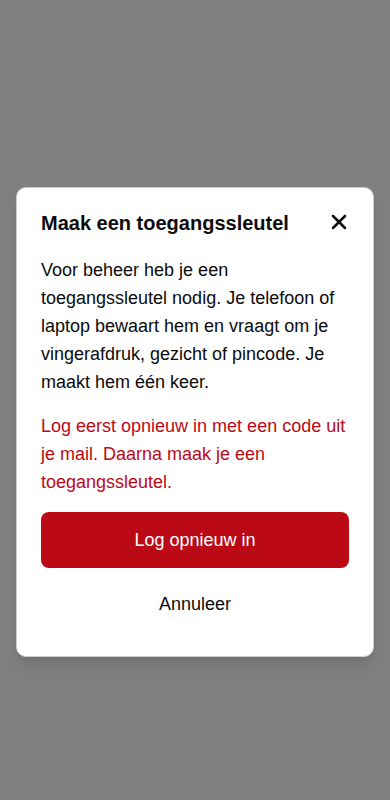 Maak een toegangssleutel
Voor beheer heb je een
toegangssleutel nodig. Je telefoon of
laptop bewaart hem en vraagt om je
vingerafdruk, gezicht of pincode. Je
maakt hem één keer.
Log eerst opnieuw in met een code uit
je mail. Daarna maak je een
toegangssleutel.
Log opnieuw in
Annuleer